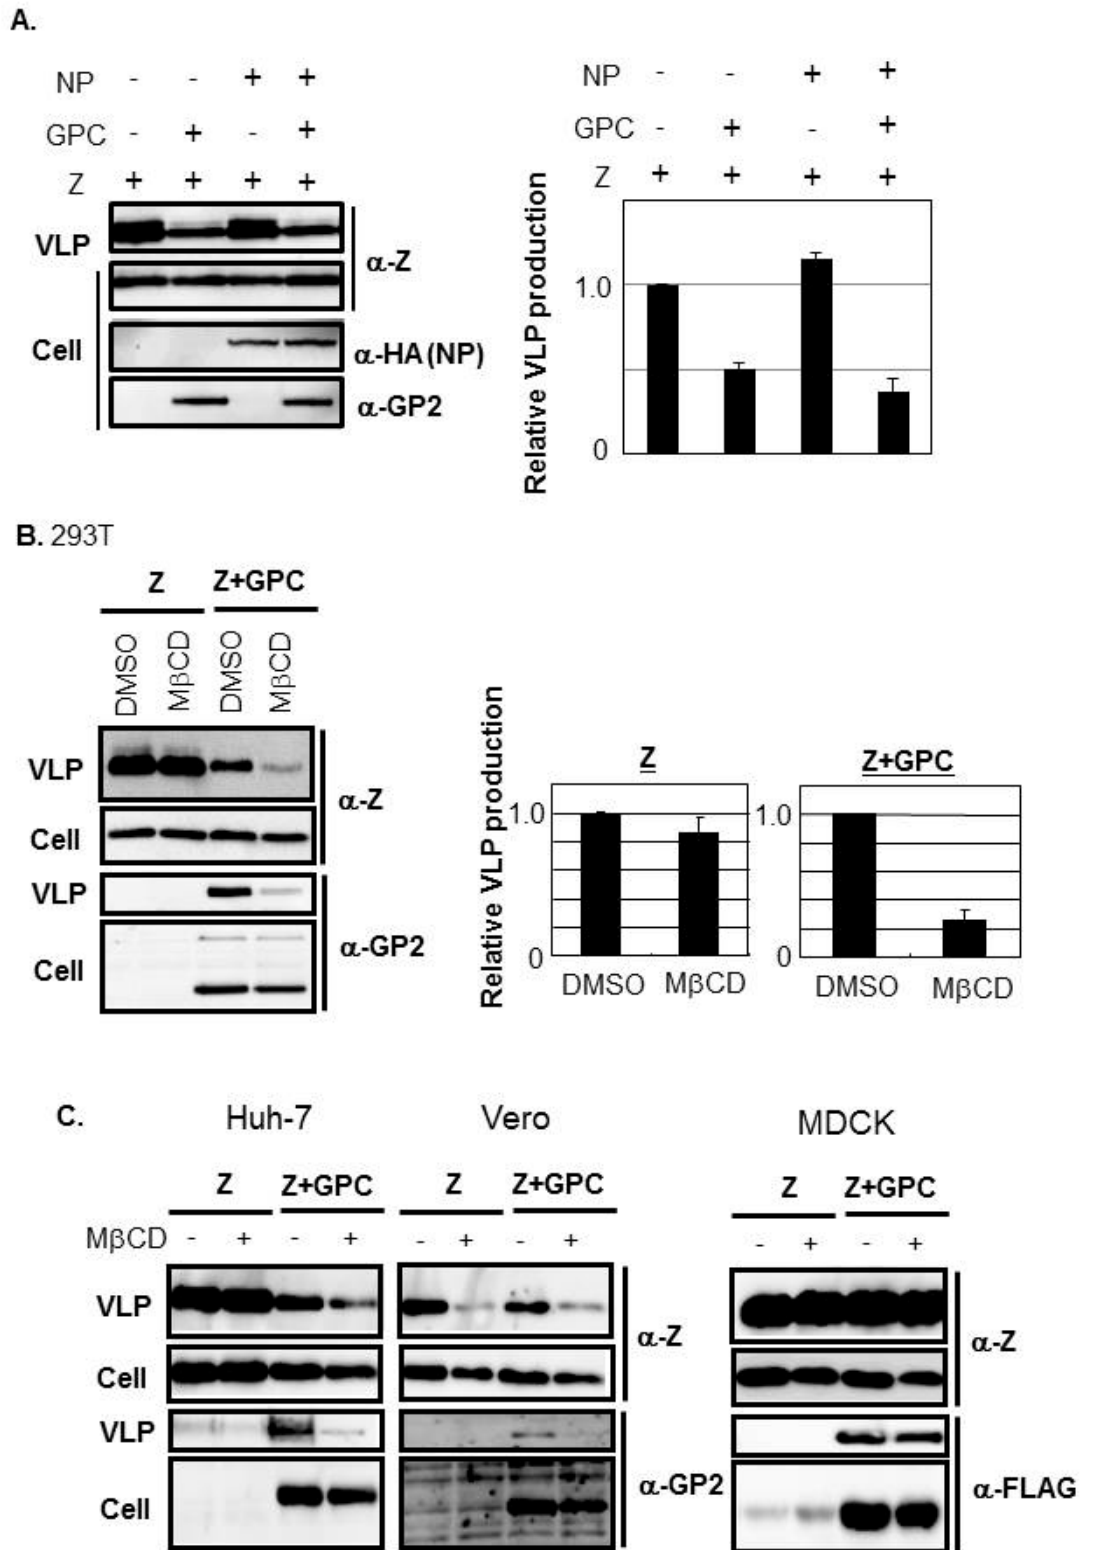 A.
NP - - + +
GPC - + - +
Z + + + +
VLP
α-Z
Cell
α-HA (NP)
α-GP2
NP - - + +
GPC - + - +
Z + + + +
Relative VLP production
1.0
0
B. 293T
Z Z+GPC
DMSO MβCD DMSO MβCD
VLP
α-Z
Cell
VLP
α-GP2
Cell
Relative VLP production
Z
1.0
0
DMSO MβCD
Z+GPC
1.0
0
DMSO MβCD
C. Huh-7 Vero MDCK
Z Z+GPC Z Z+GPC Z Z+GPC
MβCD - + - + - + - + - + - +
VLP
α-Z α-Z
Cell
VLP
α-GP2 α-FLAG
Cell